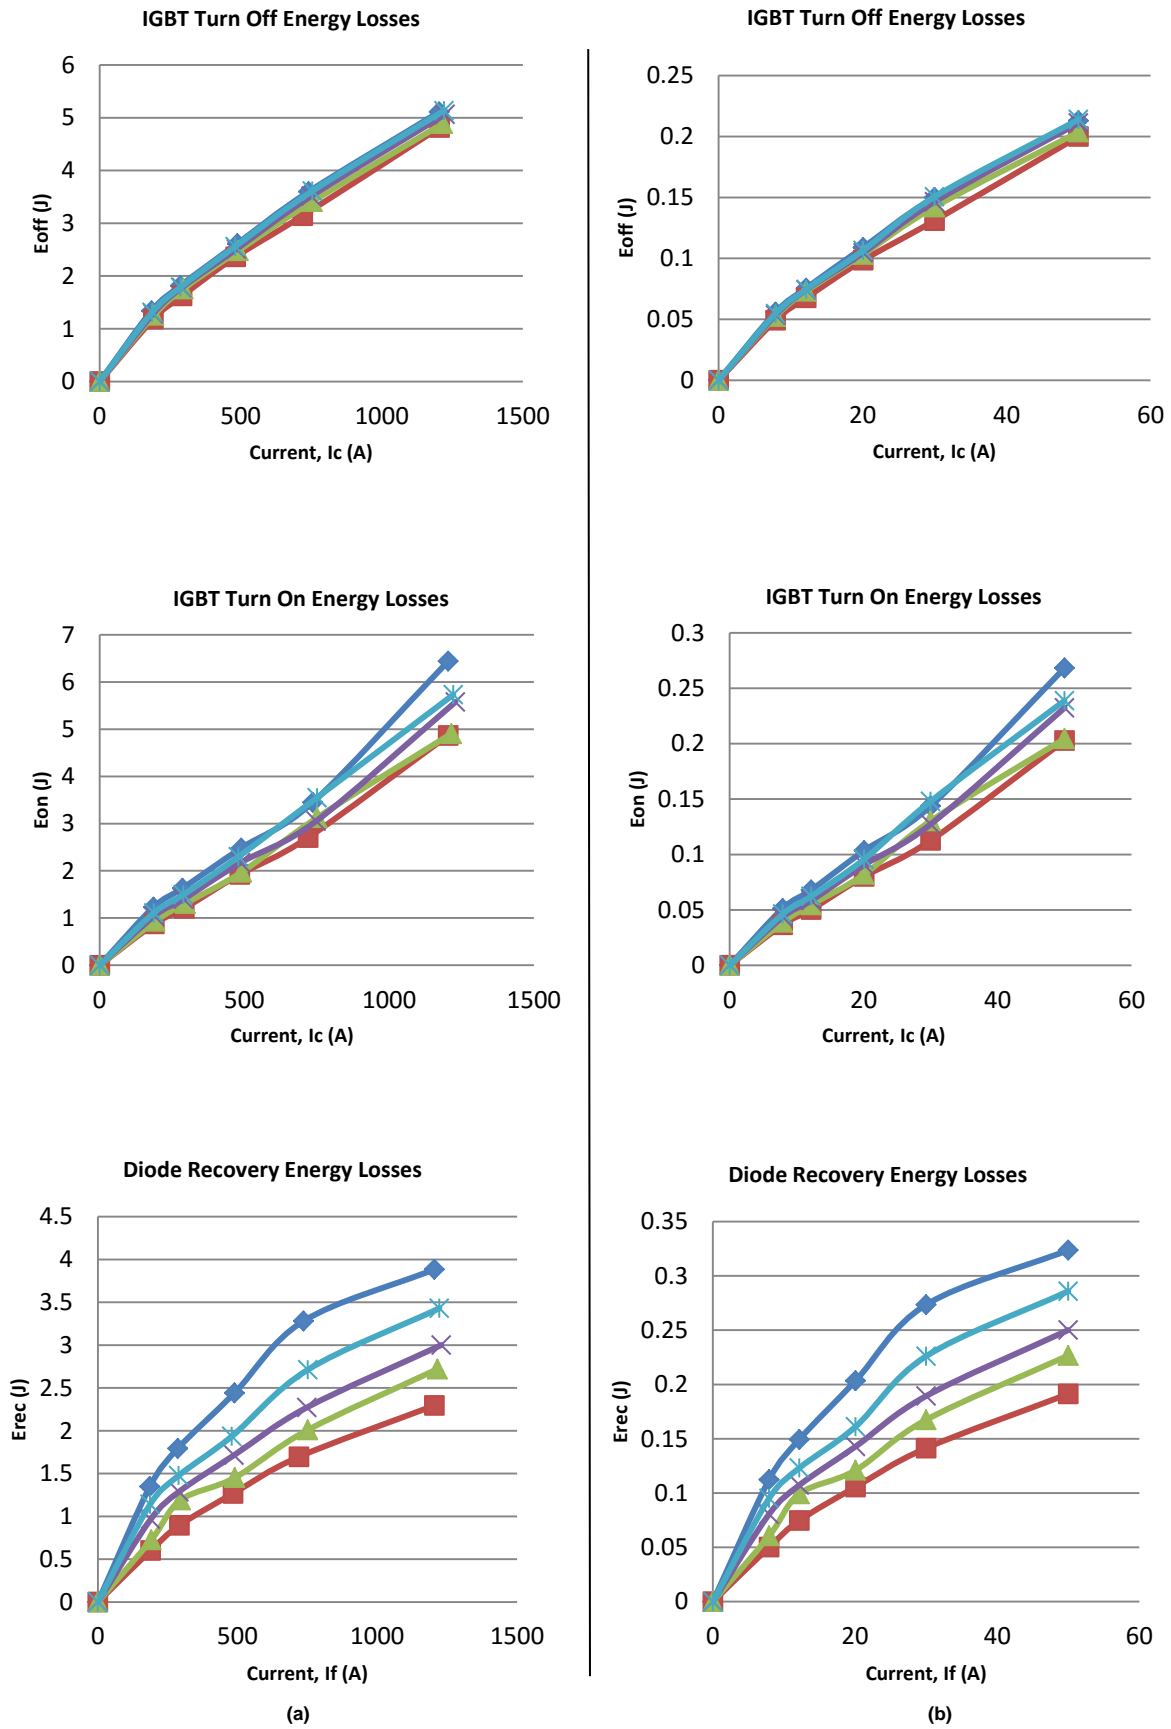 IGBT Turn Off Energy Losses
6
5
4
3
2
1
0
Eoff (J)
0 500 1000 1500
Current, Ic (A)
IGBT Turn Off Energy Losses
0.25
0.2
0.15
0.1
0.05
0
Eoff (J)
0 20 40 60
Current, Ic (A)
IGBT Turn On Energy Losses
7
6
5
4
3
2
1
0
Eon (J)
0 500 1000 1500
Current, Ic (A)
IGBT Turn On Energy Losses
0.3
0.25
0.2
0.15
0.1
0.05
0
Eon (J)
0 20 40 60
Current, Ic (A)
Diode Recovery Energy Losses
4.5
4
3.5
3
2.5
2
1.5
1
0.5
0
Erec (J)
0 500 1000 1500
Current, If (A)
(a)
Diode Recovery Energy Losses
0.35
0.3
0.25
0.2
0.15
0.1
0.05
0
Erec (J)
0 20 40 60
Current, If (A)
(b)